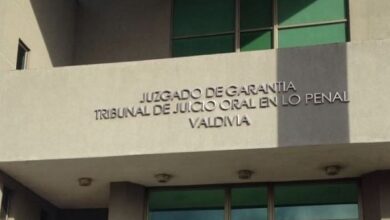 JUZGADO DE GARANTIA
TRIBUNAL DE JUICIO ORAL EN LO PENAL
VALDIVIA